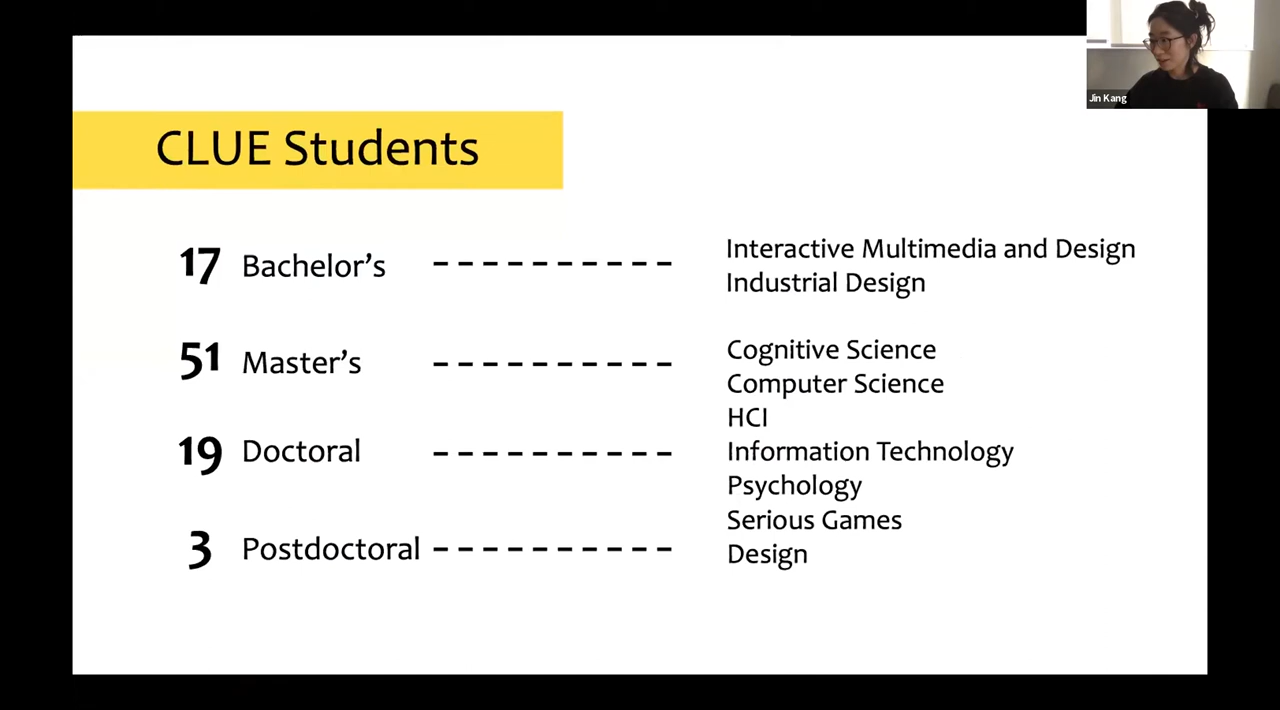 Jin Kang
CLUE Students
17 Bachelor's
Interactive Multimedia and Design
Industrial Design
51 Master's
19 Doctoral
3 Postdoctoral
Cognitive Science
Computer Science
HCI
Information Technology
Psychology
Serious Games
Design